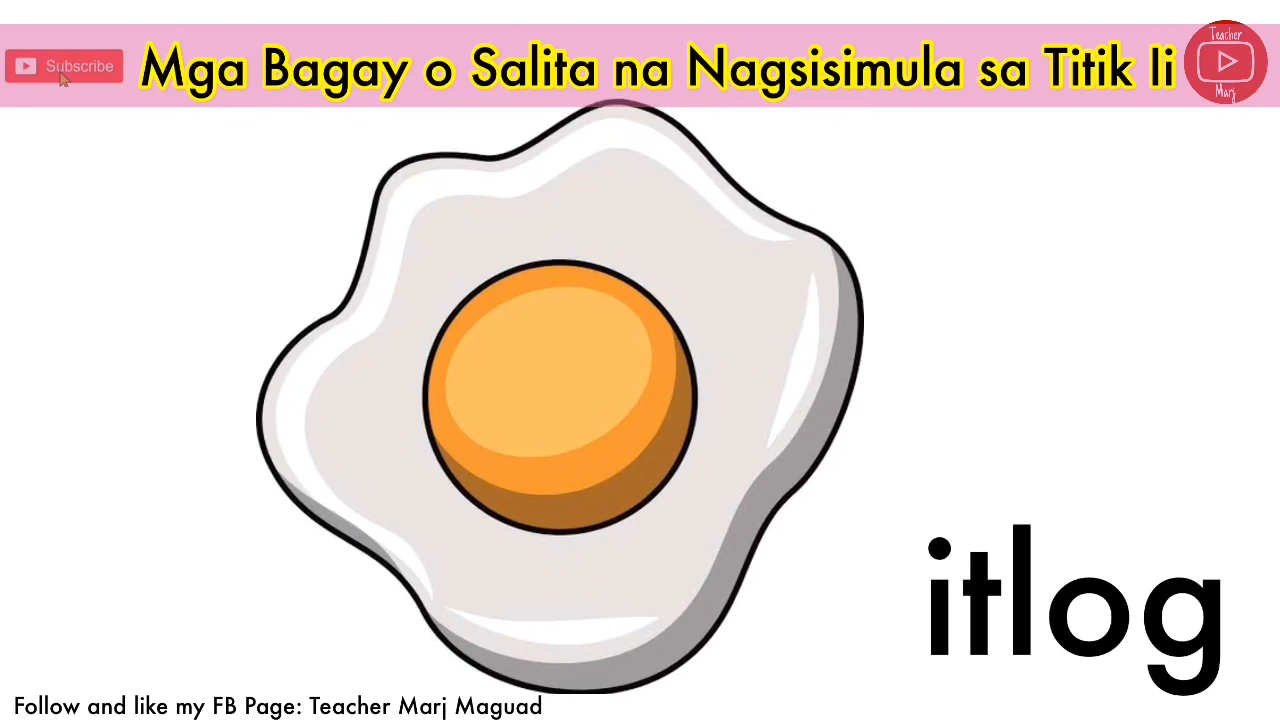 Subscribe
Mga Bagay o Salita na Nagsisimula sa Titik Ii
Teacher
Marj
itlog
Follow and like my FB Page: Teacher Marj Maguad